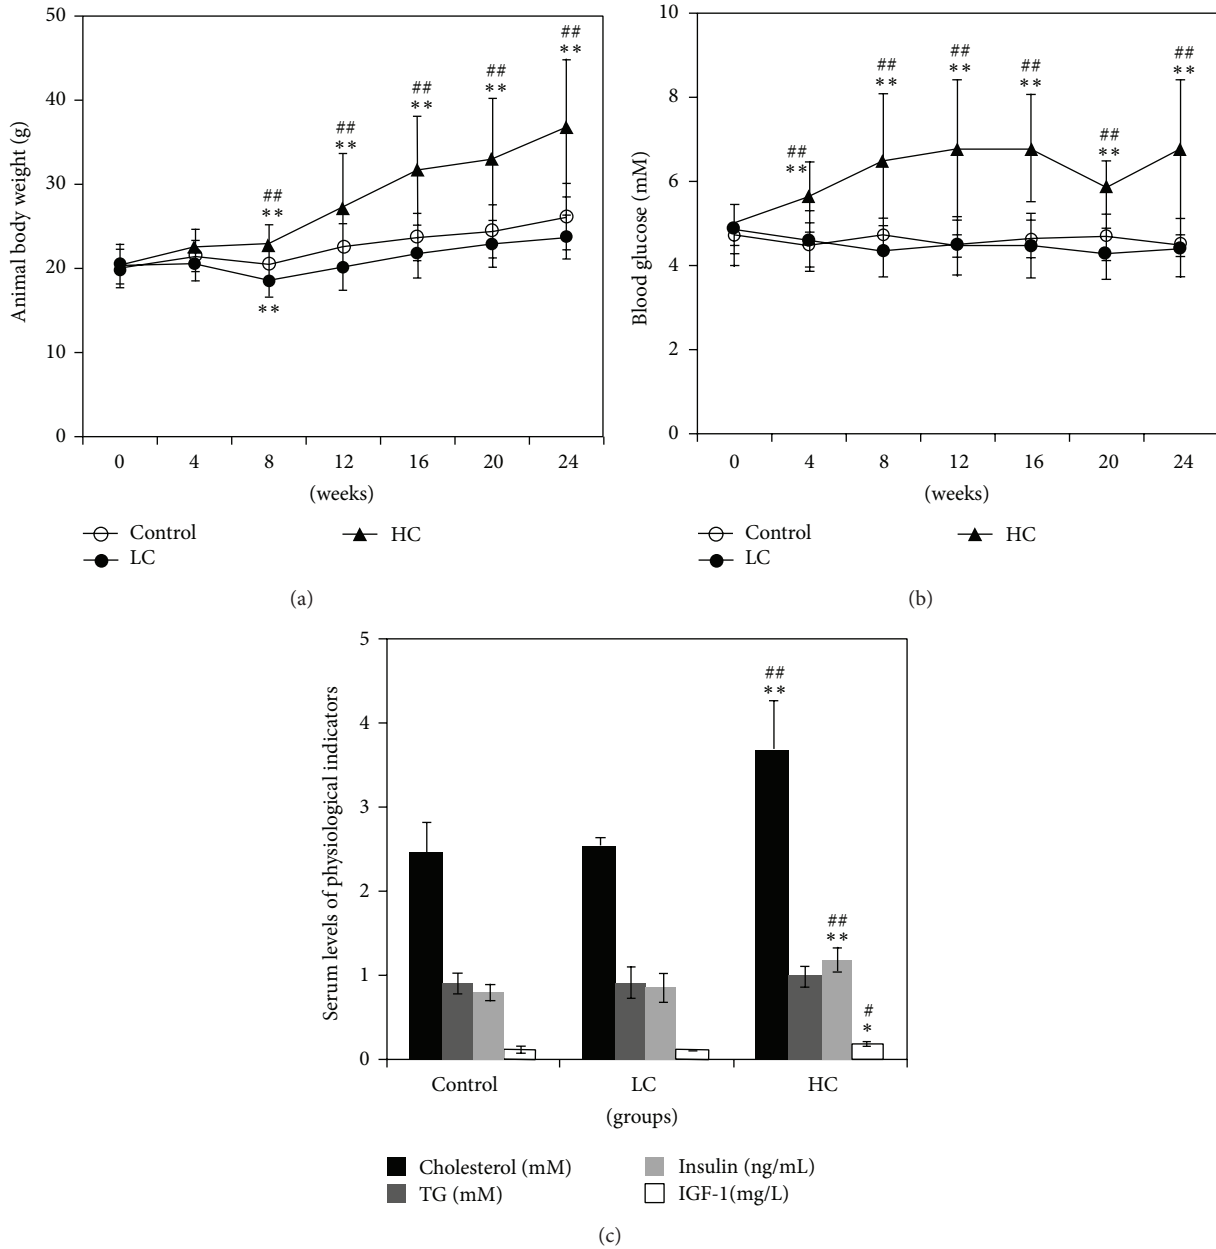 50
40
30
20
10
0
Animal body weight (g)
##
**
##
**
##
**
##
**
##
**
**
0 4 8 12 16 20 24
(weeks)
Control
LC
HC
(a)
10
8
6
4
2
0
Blood glucose (mM)
##
**
##
**
##
**
##
**
##
**
##
**
0 4 8 12 16 20 24
(weeks)
Control
LC
HC
(b)
5
4
3
2
1
0
Serum levels of physiological indicators
##
**
##
**
#
*
Control LC HC
(groups)
Cholesterol (mM)
TG (mM)
Insulin (ng/mL)
IGF-1(mg/L)
(c)